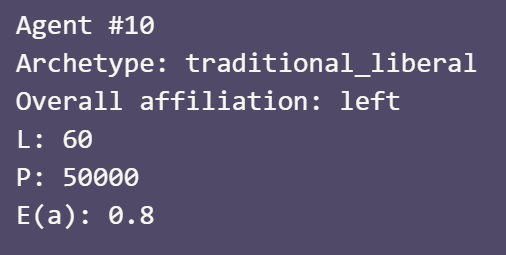 Agent #10
Archetype: traditional_liberal
Overall affiliation: left
L: 60
P: 50000
E(a): 0.8